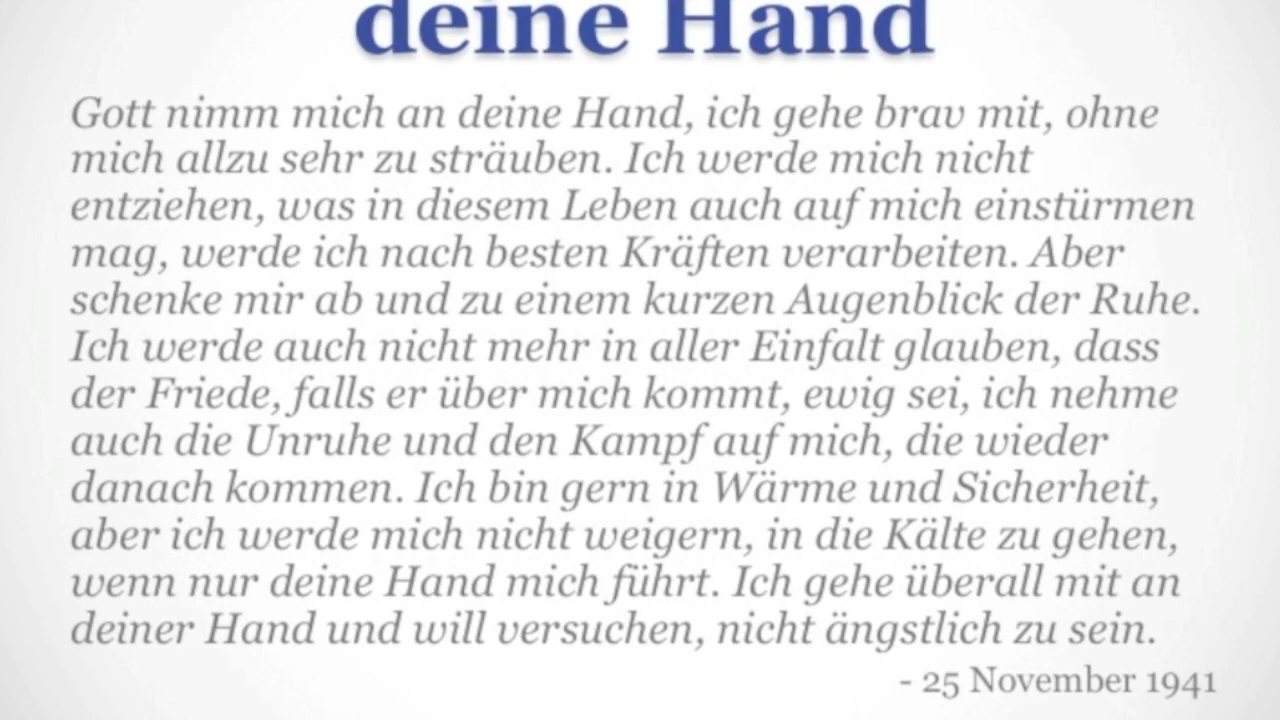 deine Hand
Gott nimm mich an deine Hand, ich gehe brav mit, ohne
mich allzu sehr zu sträuben. Ich werde mich nicht
entziehen, was in diesem Leben auch auf mich einstürmen
mag, werde ich nach besten Kräften verarbeiten. Aber
schenke mir ab und zu einem kurzen Augenblick der Ruhe.
Ich werde auch nicht mehr in aller Einfalt glauben, dass
der Friede, falls er über mich kommt, ewig sei, ich nehme
auch die Unruhe und den Kampf auf mich, die wieder
danach kommen. Ich bin gern in Wärme und Sicherheit,
aber ich werde mich nicht weigern, in die Kälte zu gehen,
wenn nur deine Hand mich führt. Ich gehe überall mit an
deiner Hand und will versuchen, nicht ängstlich zu sein.
- 25 November 1941